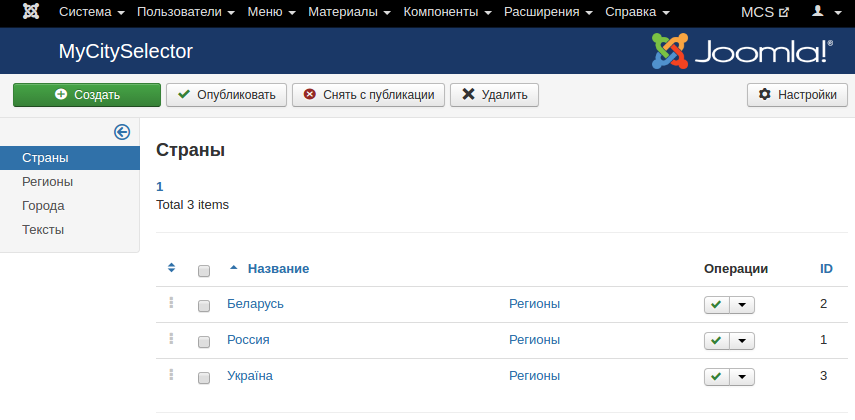 Система Пользователи Меню Материалы Компоненты Расширения Справка MCS
MyCitySelector Joomla!®
Создать Опубликовать Снять с публикации Удалить Настройки
Страны
Регионы
Города
Тексты
Страны
1
Total 3 items
Название Операции ID
Беларусь Регионы 2
Россия Регионы 1
Україна Регионы 3